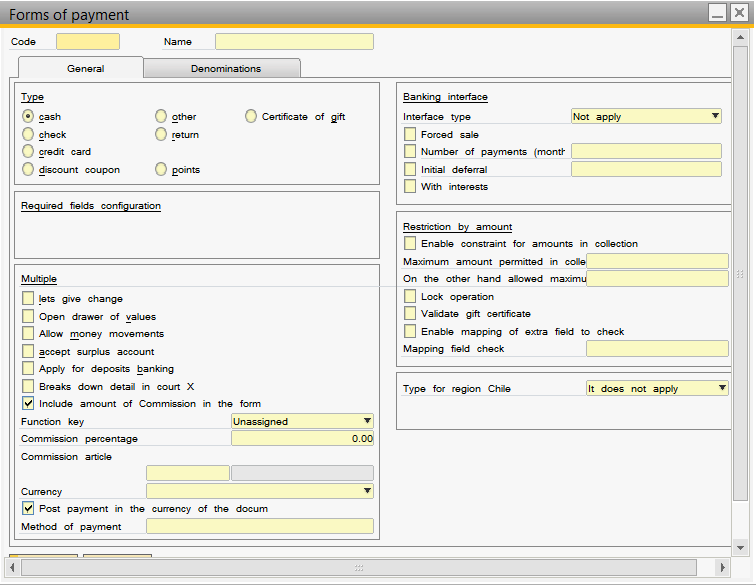 Forms of payment
Code
Name
General
Denominations
Type
cash
other
Certificate of gift
check
return
credit card
discount coupon
points
Required fields configuration
Multiple
lets give change
Open drawer of values
Allow money movements
accept surplus account
Apply for deposits banking
Breaks down detail in court X
Include amount of Commission in the form
Function key
Unassigned
Commission percentage
0.00
Commission article
Currency
Post payment in the currency of the docum
Method of payment
Banking interface
Interface type
Not apply
Forced sale
Number of payments (month
Initial deferral
With interests
Restriction by amount
Enable constraint for amounts in collection
Maximum amount permitted in colle
On the other hand allowed maximu
Lock operation
Validate gift certificate
Enable mapping of extra field to check
Mapping field check
Type for region Chile
It does not apply